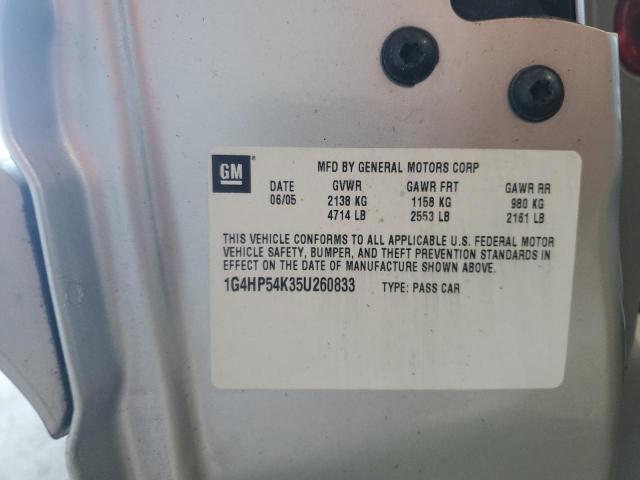 GM MFD BY GENERAL MOTORS CORP
DATE GVWR GAWR FRT GAWR RR
06/05 2138 KG 1158 KG 980 KG
4714 LB 2553 LB 2161 LB
THIS VEHICLE CONFORMS TO ALL APPLICABLE U.S. FEDERAL MOTOR
VEHICLE SAFETY, BUMPER, AND THEFT PREVENTION STANDARDS IN
EFFECT ON THE DATE OF MANUFACTURE SHOWN ABOVE.
1G4HP54K35U260833 TYPE: PASS CAR